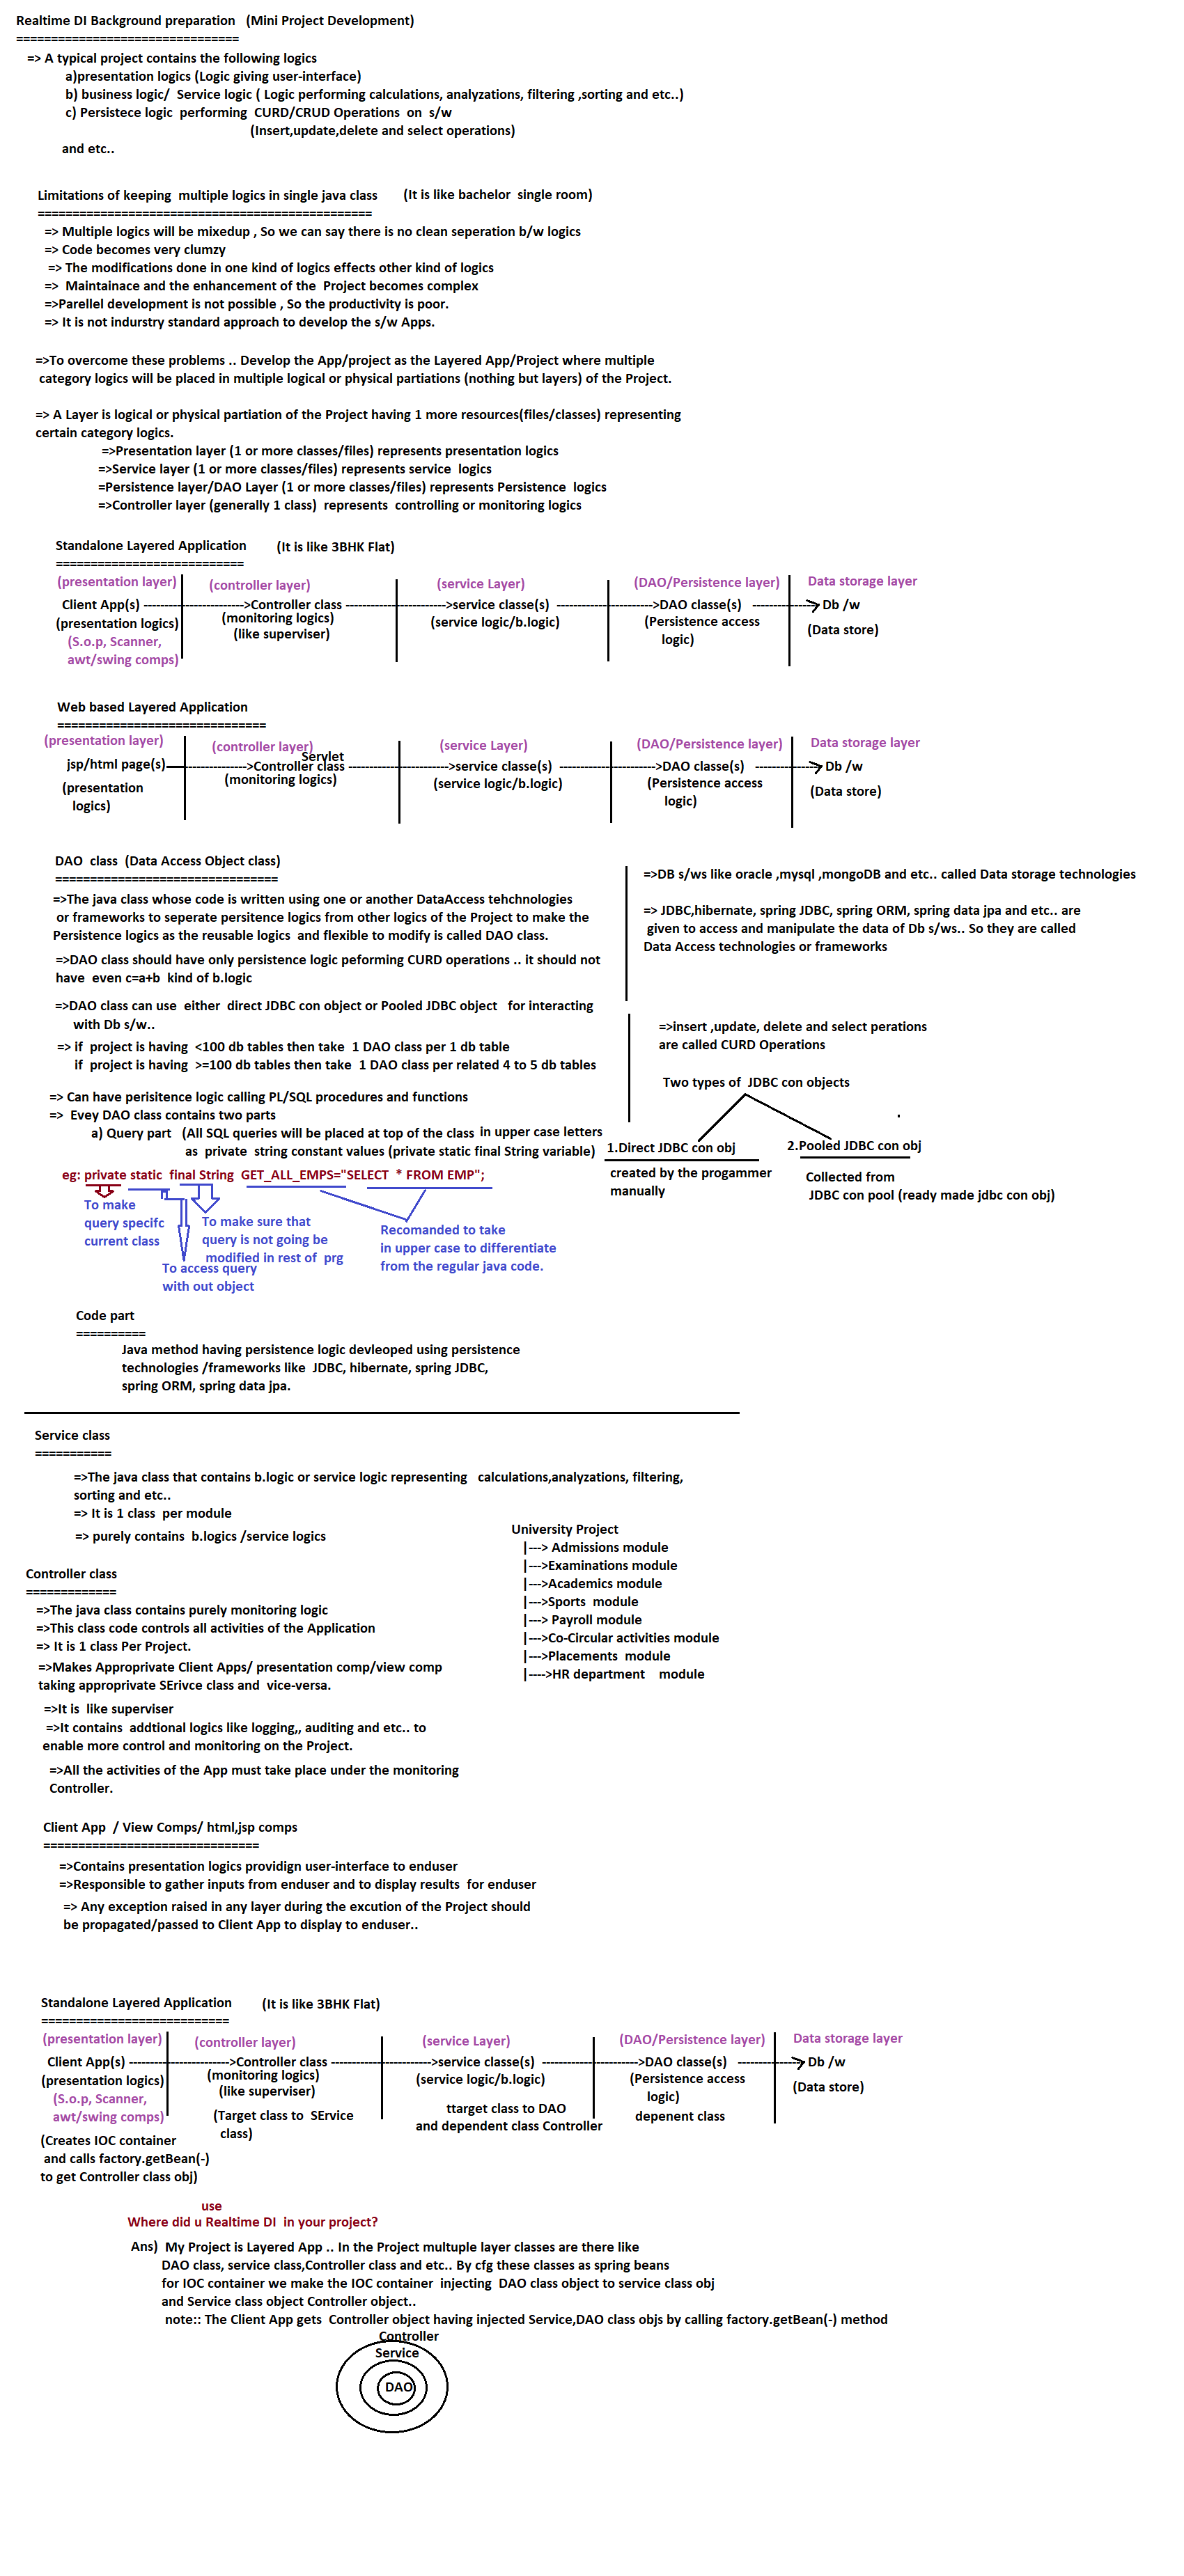 Realtime DI Background preparation (Mini Project Development)
================================
=> A typical project contains the following logics
a)presentation logics (Logic giving user-interface)
b) business logic/ Service logic ( Logic performing calculations, analyzations, filtering ,sorting and etc..)
c) Persistece logic performing CURD/CRUD Operations on s/w
(Insert,update,delete and select operations)
and etc..
Limitations of keeping multiple logics in single java class (It is like bachelor single room)
================================================
=> Multiple logics will be mixedup , So we can say there is no clean seperation b/w logics
=> Code becomes very clumzy
=> The modifications done in one kind of logics effects other kind of logics
=> Maintainace and the enhancement of the Project becomes complex
=>Parellel development is not possible , So the productivity is poor.
=> It is not indurstry standard approach to develop the s/w Apps.
=>To overcome these problems .. Develop the App/project as the Layered App/Project where multiple
category logics will be placed in multiple logical or physical partiations (nothing but layers) of the Project.
=> A Layer is logical or physical partiation of the Project having 1 more resources(files/classes) representing
certain category logics.
=>Presentation layer (1 or more classes/files) represents presentation logics
=>Service layer (1 or more classes/files) represents service logics
=Persistence layer/DAO Layer (1 or more classes/files) represents Persistence logics
=>Controller layer (generally 1 class) represents controlling or monitoring logics
Standalone Layered Application (It is like 3BHK Flat)
===========================
(presentation layer) (controller layer) (service Layer) (DAO/Persistence layer) Data storage layer
Client App(s) ------------------------>Controller class ------------------------>service classe(s) ----------------------->DAO classe(s) ---------------> Db /w
(presentation logics) (monitoring logics) (service logic/b.logic) (Persistence access (Data store)
(S.o.p, Scanner, (like superviser) logic)
awt/swing comps)
Web based Layered Application
==============================
(presentation layer) (controller layer) (service Layer) (DAO/Persistence layer) Data storage layer
Servlet
jsp/html page(s)--------------->Controller class ------------------------>service classe(s) ----------------------->DAO classe(s) ---------------> Db /w
(presentation (monitoring logics) (service logic/b.logic) (Persistence access (Data store)
logics) logic)
DAO class (Data Access Object class)
================================
=>The java class whose code is written using one or another DataAccess tehchnologies
or frameworks to seperate persitence logics from other logics of the Project to make the
Persistence logics as the reusable logics and flexible to modify is called DAO class.
=>DAO class should have only persistence logic peforming CURD operations .. it should not
have even c=a+b kind of b.logic
=>DAO class can use either direct JDBC con object or Pooled JDBC object for interacting
with Db s/w..
=> if project is having <100 db tables then take 1 DAO class per 1 db table
if project is having >=100 db tables then take 1 DAO class per related 4 to 5 db tables
=> Can have perisitence logic calling PL/SQL procedures and functions
=> Evey DAO class contains two parts
a) Query part (All SQL queries will be placed at top of the class in upper case letters
as private string constant values (private static final String variable)
eg: private static final String GET_ALL_EMPS="SELECT * FROM EMP";
To make
query specifc
current class
To access query
with out object
To make sure that
query is not going be
modified in rest of prg
Recomanded to take
in upper case to differentiate
from the regular java code.
=>DB s/ws like oracle ,mysql ,mongoDB and etc.. called Data storage technologies
=> JDBC,hibernate, spring JDBC, spring ORM, spring data jpa and etc.. are
given to access and manipulate the data of Db s/ws.. So they are called
Data Access technologies or frameworks
=>insert ,update, delete and select perations
are called CURD Operations
Two types of JDBC con objects
1.Direct JDBC con obj
created by the progammer
manually
2.Pooled JDBC con obj
Collected from
JDBC con pool (ready made jdbc con obj)
Code part
==========
Java method having persistence logic devleoped using persistence
technologies /frameworks like JDBC, hibernate, spring JDBC,
spring ORM, spring data jpa.
Service class
===========
=>The java class that contains b.logic or service logic representing calculations,analyzations, filtering,
sorting and etc..
=> It is 1 class per module
=> purely contains b.logics /service logics
University Project
|---> Admissions module
|--->Examinations module
|--->Academics module
|--->Sports module
|---> Payroll module
|--->Co-Circular activities module
|--->Placements module
|---->HR department module
Controller class
=============
=>The java class contains purely monitoring logic
=>This class code controls all activities of the Application
=> It is 1 class Per Project.
=>Makes Approprivate Client Apps/ presentation comp/view comp
taking approprivate SErivce class and vice-versa.
=>It is like superviser
=>It contains addtional logics like logging,, auditing and etc.. to
enable more control and monitoring on the Project.
=>All the activities of the App must take place under the monitoring
Controller.
Client App / View Comps/ html,jsp comps
===============================
=>Contains presentation logics providign user-interface to enduser
=>Responsible to gather inputs from enduser and to display results for enduser
=> Any exception raised in any layer during the excution of the Project should
be propagated/passed to Client App to display to enduser..
Standalone Layered Application (It is like 3BHK Flat)
===========================
(presentation layer) (controller layer) (service Layer) (DAO/Persistence layer) Data storage layer
Client App(s) ------------------------>Controller class ------------------------>service classe(s) ----------------------->DAO classe(s) ---------------> Db /w
(presentation logics) (monitoring logics) (service logic/b.logic) (Persistence access (Data store)
(S.o.p, Scanner, (like superviser) logic)
awt/swing comps) (Target class to SErvice ttarget class to DAO depenent class
class) and dependent class Controller
(Creates IOC container
and calls factory.getBean(-)
to get Controller class obj)
use
Where did u Realtime DI in your project?
Ans) My Project is Layered App .. In the Project multuple layer classes are there like
DAO class, service class,Controller class and etc.. By cfg these classes as spring beans
for IOC container we make the IOC container injecting DAO class object to service class obj
and Service class object Controller object..
note:: The Client App gets Controller object having injected Service,DAO class objs by calling factory.getBean(-) method
Controller
Service
DAO